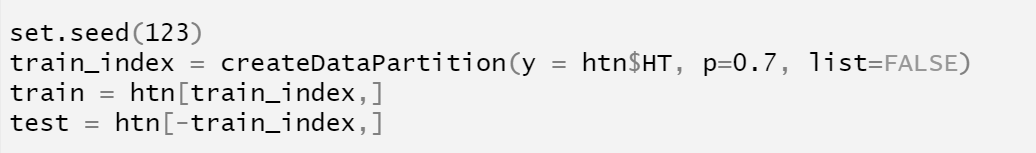 set.seed(123)
train_index = createDataPartition(y = htn$HT, p=0.7, list=FALSE)
train = htn[train_index,]
test = htn[-train_index,]